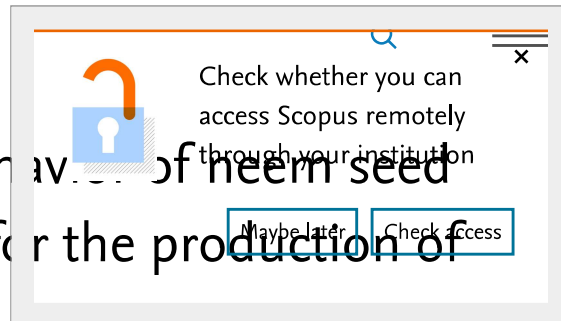 Check whether you can
access Scopus remotely
through your institution
of neem seed
for the production of
Maybe later
Check access